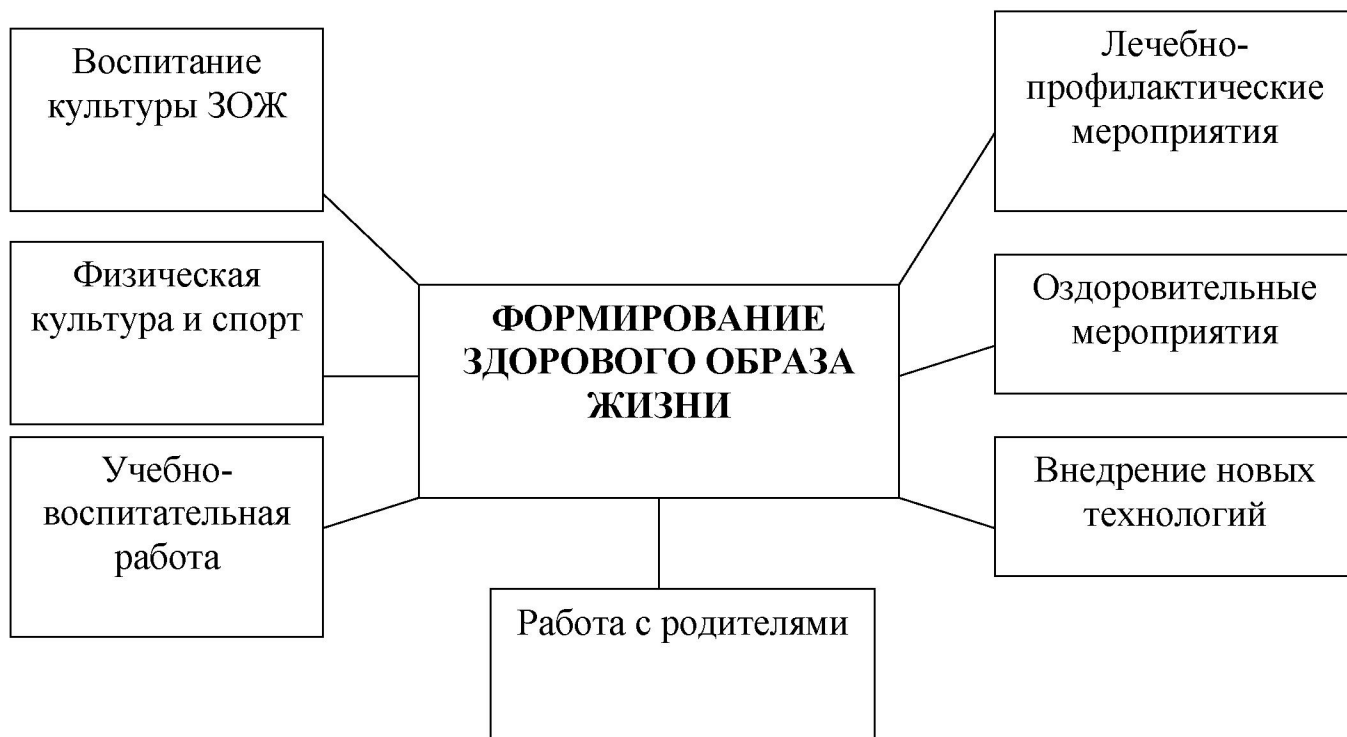 Воспитание
культуры ЗОЖ
Физическая
культура и спорт
Учебно-
воспитательная
работа
ФОРМИРОВАНИЕ
ЗДОРОВОГО ОБРАЗА
ЖИЗНИ
Работа с родителями
Лечебно-
профилактические
мероприятия
Оздоровительные
мероприятия
Внедрение новых
технологий